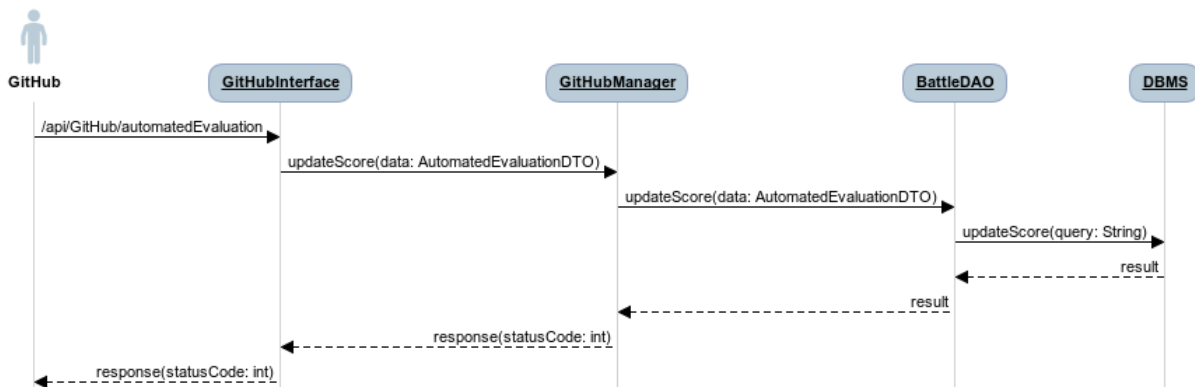 GitHub
GitHubInterface
GitHubManager
BattleDAO
DBMS
/api/GitHub/automatedEvaluation
updateScore(data: AutomatedEvaluationDTO)
updateScore(data: AutomatedEvaluationDTO)
updateScore(query: String)
result
result
response(statusCode: int)
response(statusCode: int)